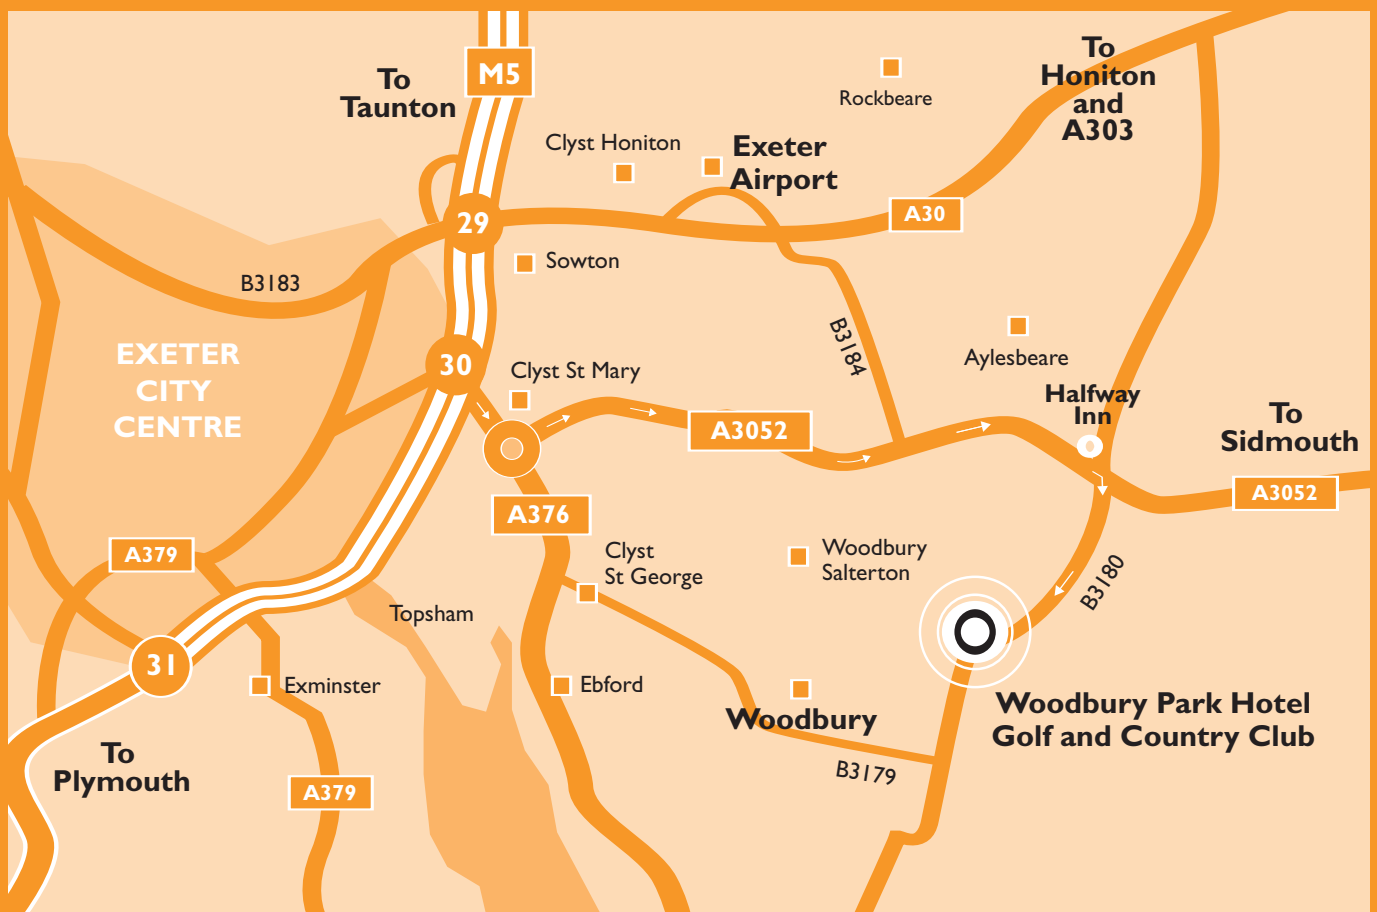 M5
To
Taunton
To
Honiton
and
A303
Rockbeare
Clyst Honiton
Exeter
Airport
A30
29
Sowton
B3183
B3184
EXETER
CITY
CENTRE
30
Clyst St Mary
Aylesbeare
Halfway
Inn
To
Sidmouth
A3052
A3052
A376
A379
Clyst
St George
Woodbury
Salterton
B3180
Topsham
31
Exminster
Ebford
Woodbury
Woodbury Park Hotel
Golf and Country Club
To
Plymouth
B3179
A379